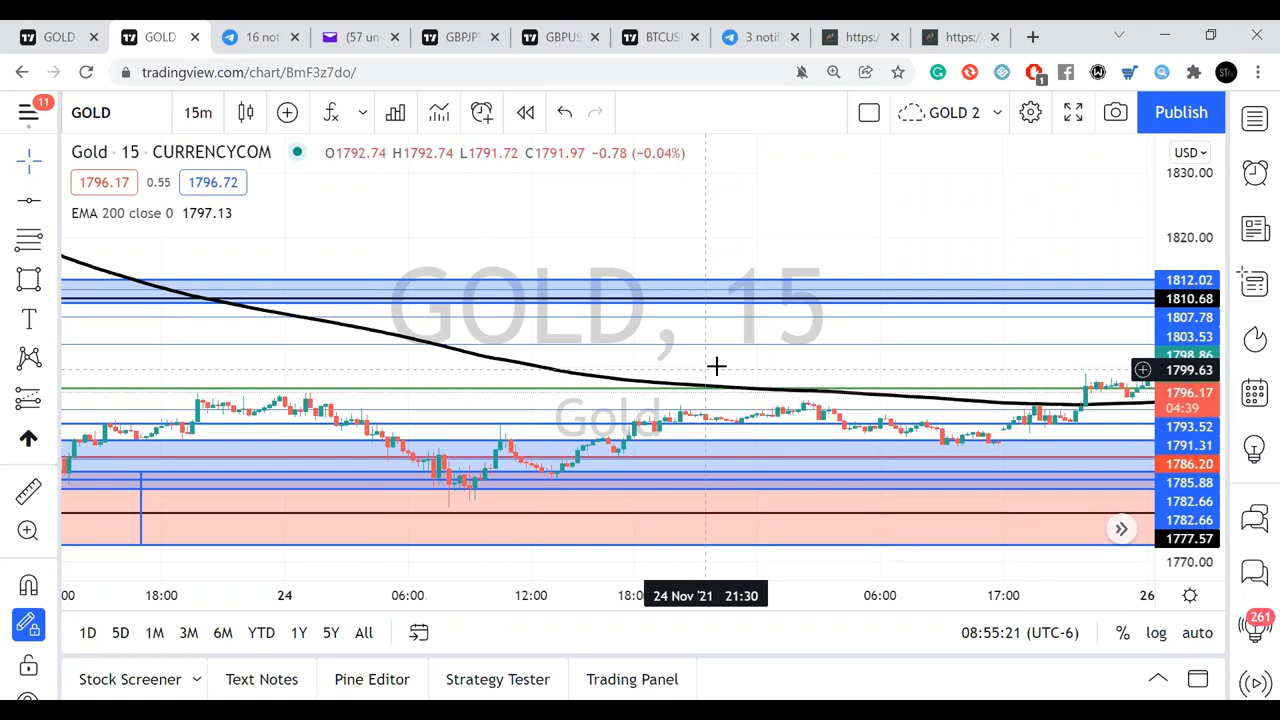 GOLD
GOLD
16 not
(57 un
GBPJP
GBPUS
BTCUS
3 notifi
https:/
https:/
tradingview.com/chart/BmF3z7do/
1
11
GOLD
15m
GOLD 2
Publish
Gold · 15 · CURRENCYCOM
O1792.74 H1792.74 L1791.72 C1791.97 −0.78 (−0.04%)
USD
1796.17
0.55
1796.72
EMA 200 close 0 1797.13
GOLD, 15
Gold
1830.00
1820.00
1812.02
1810.68
1807.78
1803.53
1798.86
1799.63
1796.17
04:39
1793.52
1791.31
1786.20
1785.88
1782.66
1782.66
1777.57
1770.00
:00
18:00
24
06:00
12:00
18:0
24 Nov '21 21:30
06:00
17:00
26
1D
5D
1M
3M
6M
YTD
1Y
5Y
All
08:55:21 (UTC-6)
%
log
auto
261
Stock Screener
Text Notes
Pine Editor
Strategy Tester
Trading Panel